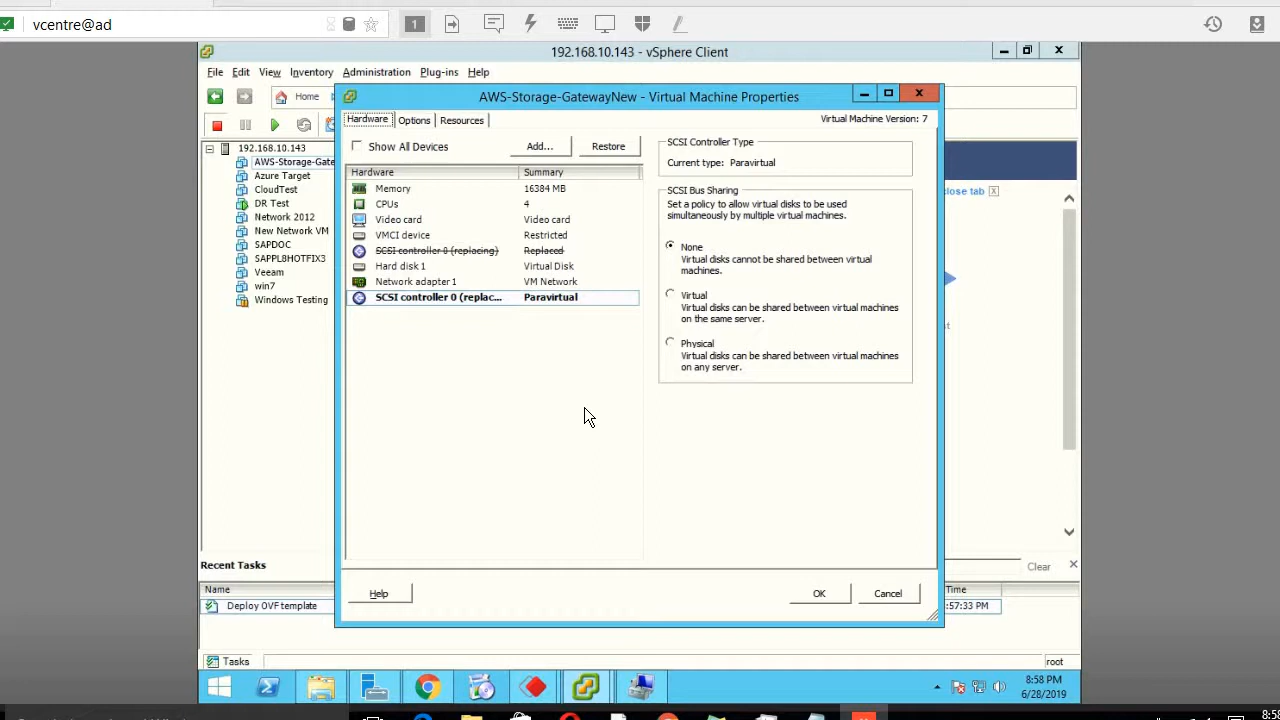 vcentre@ad
1
192.168.10.143 - vSphere Client
File Edit View Inventory Administration Plug-ins Help
Home
AWS-Storage-GatewayNew - Virtual Machine Properties
Hardware Options Resources
Virtual Machine Version: 7
Show All Devices
Add...
Restore
Hardware Summary
Memory 16384 MB
CPUs 4
Video card Video card
VMCI device Restricted
SCSI controller 0 (replacing) Replaced
Hard disk 1 Virtual Disk
Network adapter 1 VM Network
SCSI controller 0 (replac... Paravirtual
SCSI Controller Type
Current type: Paravirtual
SCSI Bus Sharing
Set a policy to allow virtual disks to be used
simultaneously by multiple virtual machines.
None
Virtual disks cannot be shared between virtual
machines.
Virtual
Virtual disks can be shared between virtual machines
on the same server.
Physical
Virtual disks can be shared between virtual machines
on any server.
Help
OK
Cancel
192.168.10.143
AWS-Storage-Gate
Azure Target
CloudTest
DR Test
Network 2012
New Network VM
SAPDOC
SAPPL8HOTFIX3
Veeam
win7
Windows Testing
close tab X
Recent Tasks
Clear
Name
Time
Deploy OVF template
:57:33 PM
Tasks
root
8:58 PM
6/28/2019